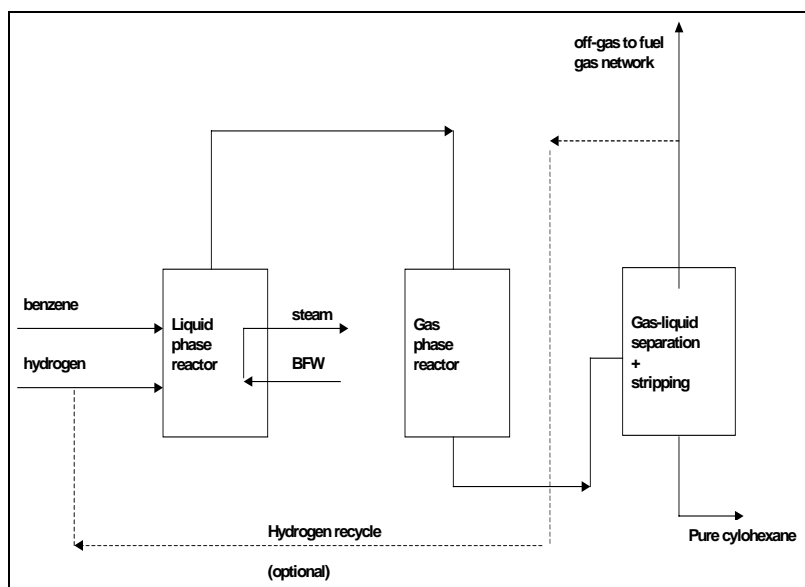 off-gas to fuel
gas network
benzene
hydrogen
Liquid
phase
reactor
steam
BFW
Gas
phase
reactor
Gas-liquid
separation
+
stripping
Hydrogen recycle
(optional)
Pure cylohexane